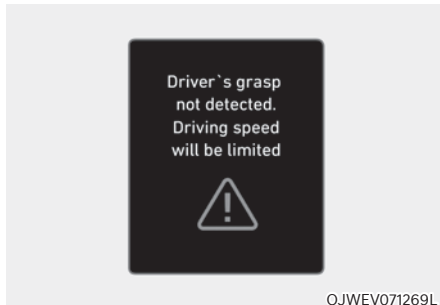 Driver`s grasp
not detected.
Driving speed
will be limited
OJWEV071269L